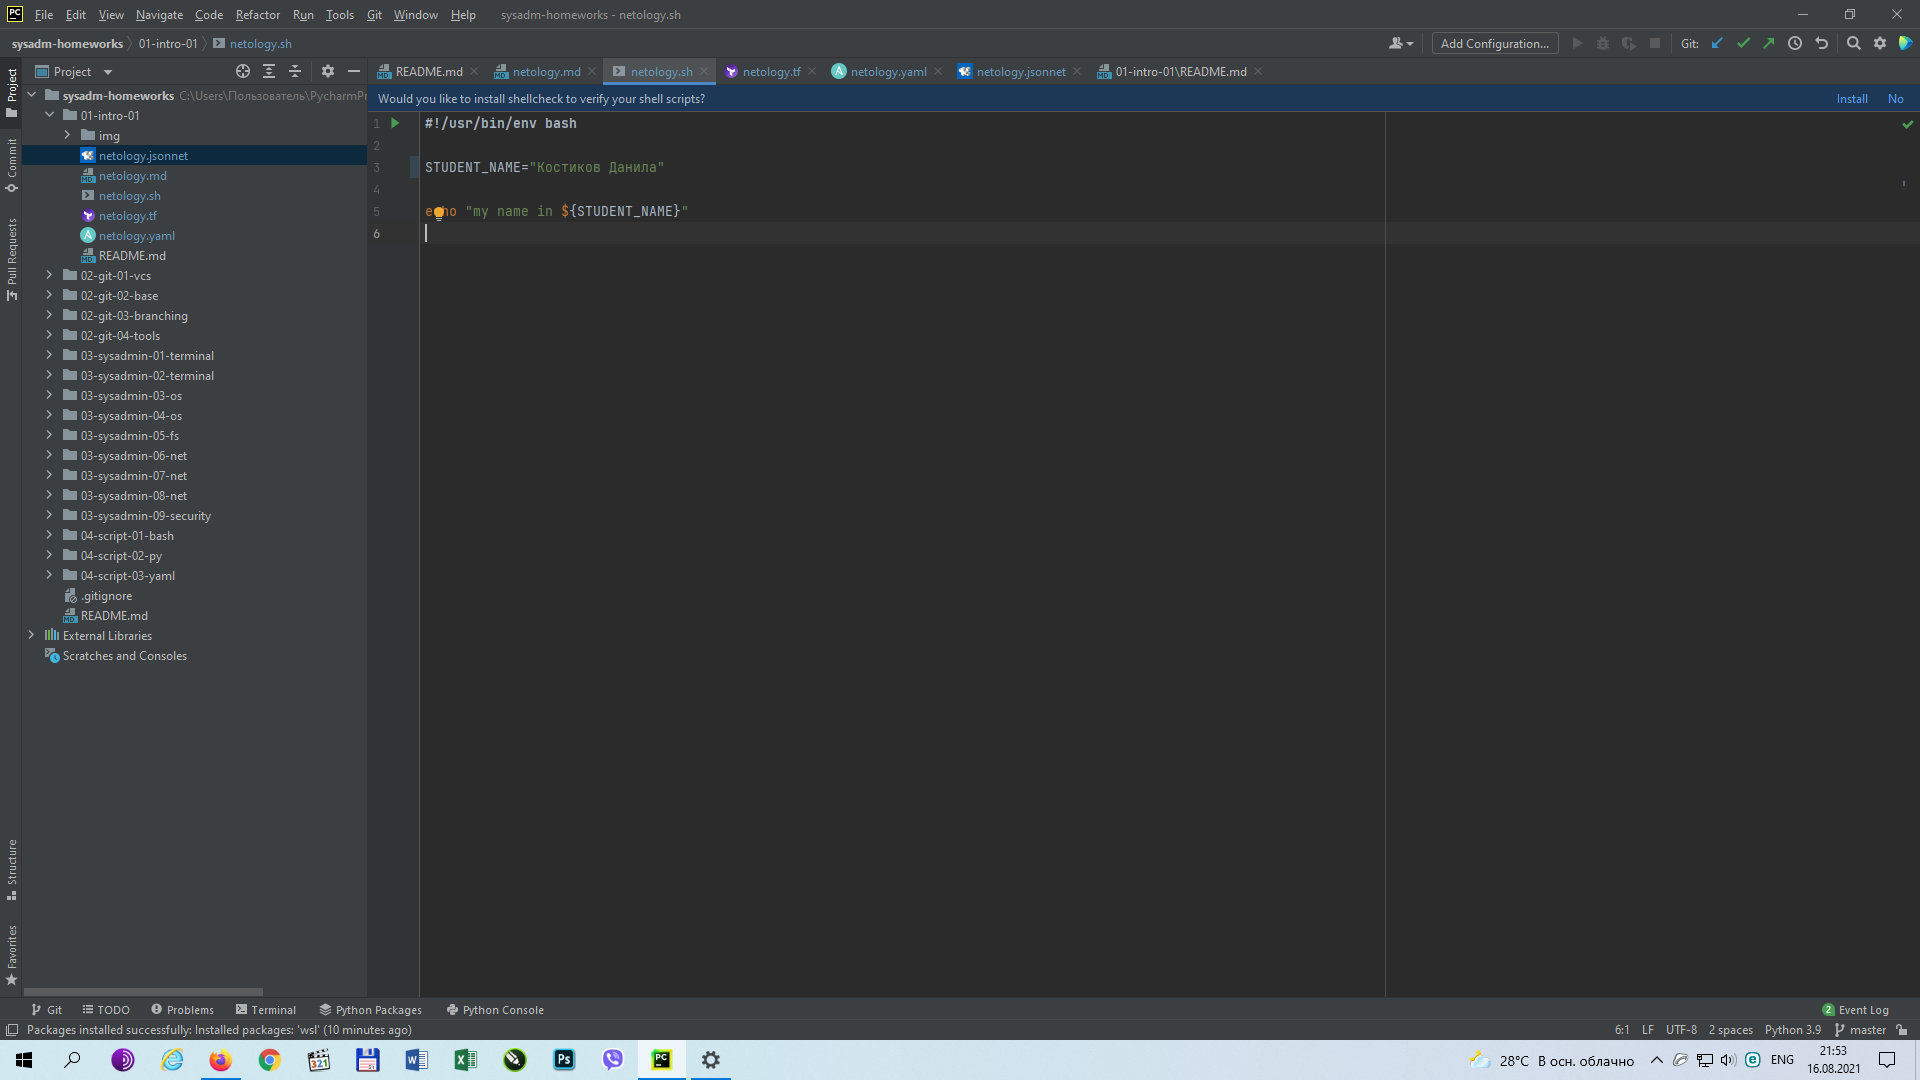 File Edit View Navigate Code Refactor Run Tools Git Window Help sysadm-homeworks - netology.sh
sysadm-homeworks 01-intro-01 netology.sh Add Configuration... Git:
Project README.md netology.md netology.sh netology.tf netology.yaml netology.jsonnet 01-intro-01\README.md
Would you like to install shellcheck to verify your shell scripts? Install No
Project
Commit
Pull Requests
Structure
Favorites
sysadm-homeworks C:\Users\Пользователь\PycharmPr
01-intro-01
img
netology.jsonnet
netology.md
netology.sh
netology.tf
netology.yaml
README.md
02-git-01-vcs
02-git-02-base
02-git-03-branching
02-git-04-tools
03-sysadmin-01-terminal
03-sysadmin-02-terminal
03-sysadmin-03-os
03-sysadmin-04-os
03-sysadmin-05-fs
03-sysadmin-06-net
03-sysadmin-07-net
03-sysadmin-08-net
03-sysadmin-09-security
04-script-01-bash
04-script-02-py
04-script-03-yaml
.gitignore
README.md
External Libraries
Scratches and Consoles
1 #!/usr/bin/env bash
2
3 STUDENT_NAME="Костиков Данила"
4
5 echo "my name in ${STUDENT_NAME}"
6
Git TODO Problems Terminal Python Packages Python Console 2 Event Log
Packages installed successfully: Installed packages: 'wsl' (10 minutes ago) 6:1 LF UTF-8 2 spaces Python 3.9 master
28°C В осн. облачно ENG 21:53
16.08.2021